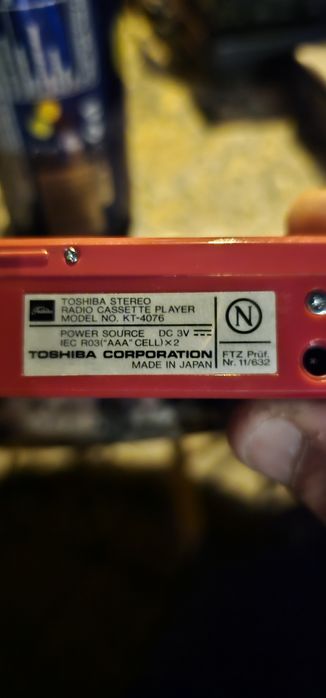 TOSHIBA STEREO
RADIO CASSETTE PLAYER
MODEL NO. KT-4076
POWER SOURCE DC 3V
IEC R03("AAA" CELL)×2
TOSHIBA CORPORATION
MADE IN JAPAN
N
FTZ Prüf.
Nr. 11/632